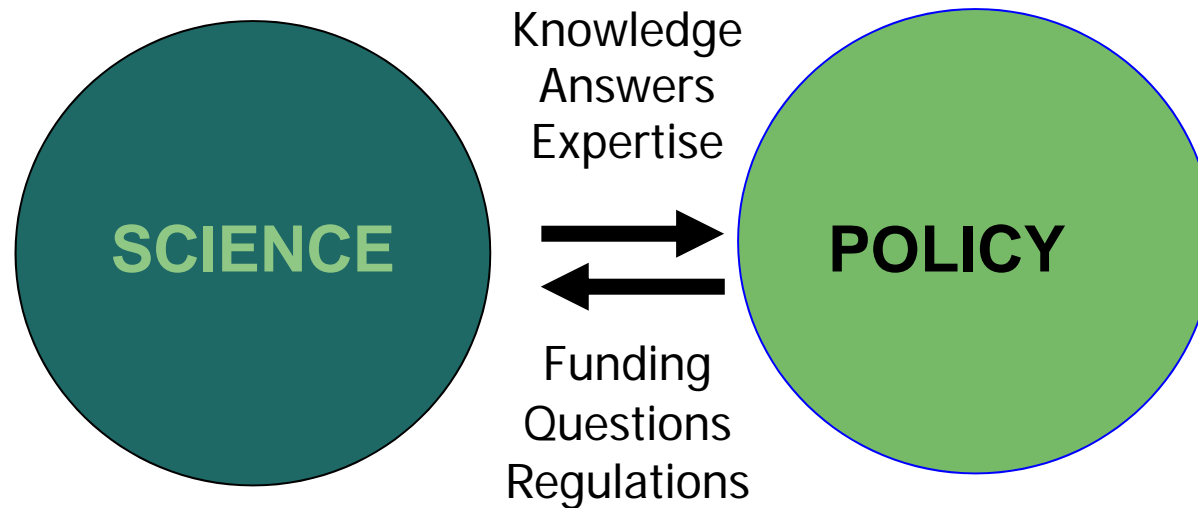 Knowledge
Answers
Expertise
SCIENCE
POLICY
Funding
Questions
Regulations